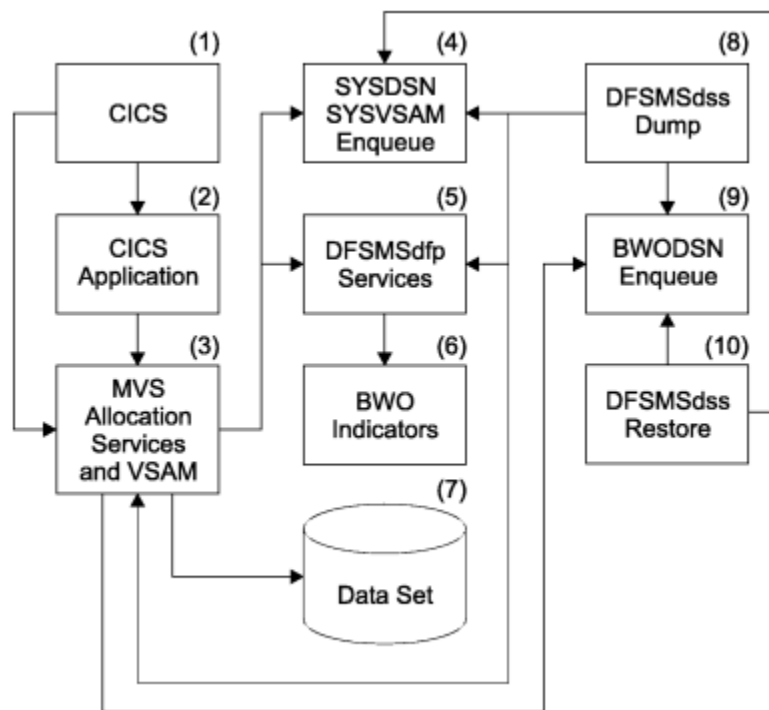 (1)
CICS
(4)
SYSDSN
SYSVSAM
Enqueue
(8)
DFSMSdss
Dump
(2)
CICS
Application
(5)
DFSMSdfp
Services
(9)
BWODSN
Enqueue
(3)
MVS
Allocation
Services
and VSAM
(6)
BWO
Indicators
(10)
DFSMSdss
Restore
(7)
Data Set